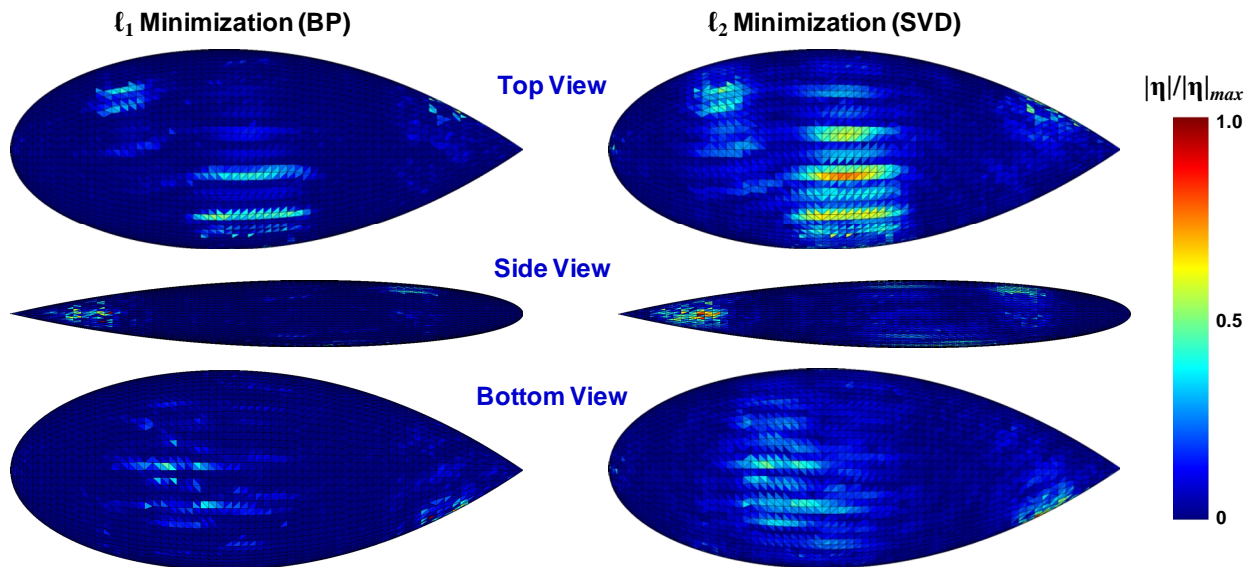 ℓ₁ Minimization (BP)
ℓ₂ Minimization (SVD)
Top View
|η|/|η|max
1.0
Side View
0.5
Bottom View
0